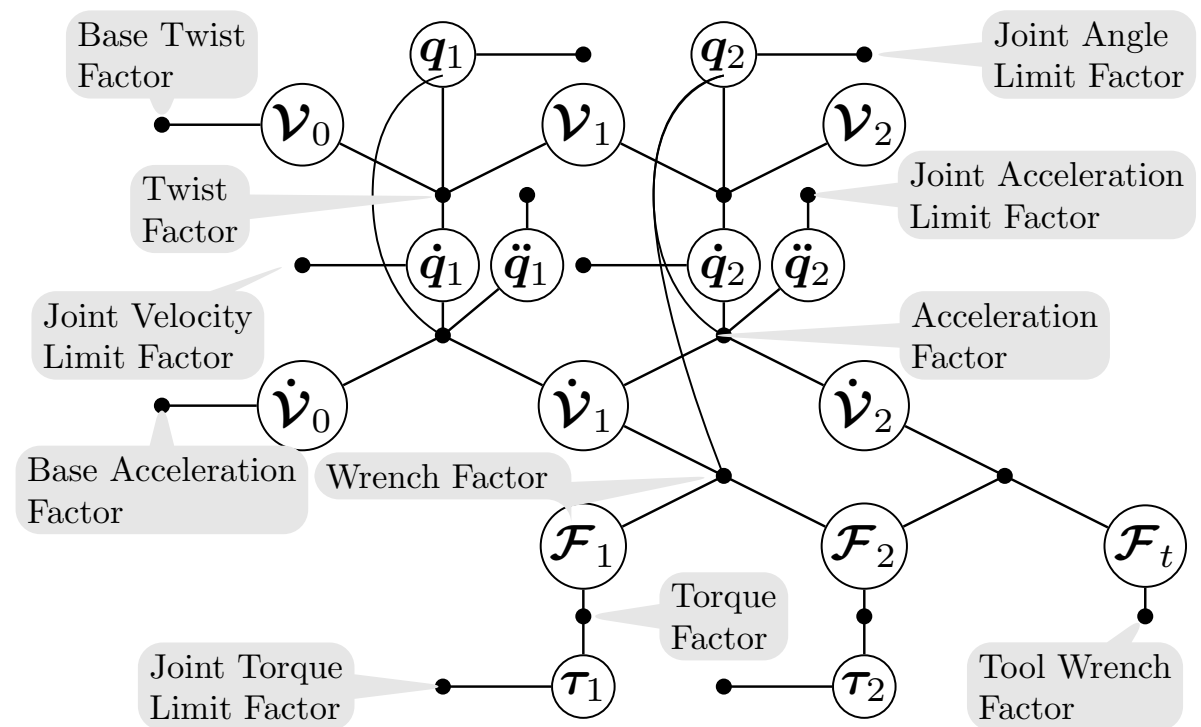 Base Twist
Factor
q₁
q₂
Joint Angle
Limit Factor
𝓥₀
𝓥₁
𝓥₂
Twist
Factor
Joint Acceleration
Limit Factor
q̇₁
q̈₁
q̇₂
q̈₂
Joint Velocity
Limit Factor
Acceleration
Factor
𝓥̇₀
𝓥̇₁
𝓥̇₂
Base Acceleration
Factor
Wrench Factor
𝓕₁
𝓕₂
𝓕ₜ
Torque
Factor
Joint Torque
Limit Factor
τ₁
τ₂
Tool Wrench
Factor